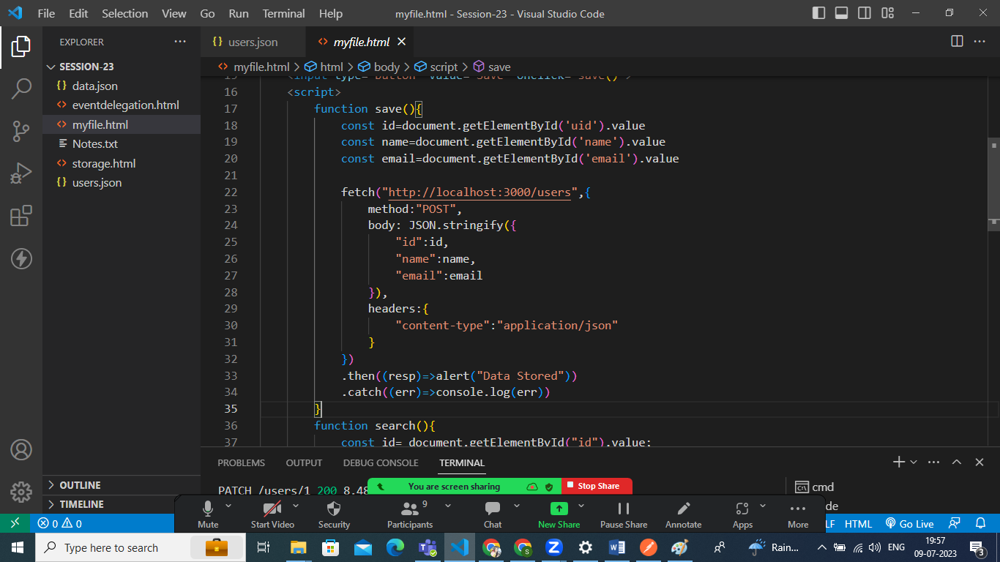 File Edit Selection View Go Run Terminal Help myfile.html - Session-23 - Visual Studio Code
EXPLORER
{} users.json <> myfile.html
SESSION-23
{} data.json
<> eventdelegation.html
<> myfile.html
Notes.txt
<> storage.html
{} users.json
OUTLINE
TIMELINE
<> myfile.html > html > body > script > save
15 <input type="button" value="Save" onclick="save()">
16 <script>
17 function save(){
18 const id=document.getElementById('uid').value
19 const name=document.getElementById('name').value
20 const email=document.getElementById('email').value
21
22 fetch("http://localhost:3000/users",{
23 method:"POST",
24 body: JSON.stringify({
25 "id":id,
26 "name":name,
27 "email":email
28 }),
29 headers:{
30 "content-type":"application/json"
31 }
32 })
33 .then((resp)=>alert("Data Stored"))
34 .catch((err)=>console.log(err))
35 }
36 function search(){
37 const id= document.getElementById("id").value;
PROBLEMS OUTPUT DEBUG CONSOLE TERMINAL
PATCH /users/1 200 8.48
cmd
de
You are screen sharing Stop Share
9
Mute Start Video Security Participants Chat New Share Pause Share Annotate Apps More
0 0 LF HTML Go Live
Type here to search
Rain... ENG 19:57
09-07-2023
3